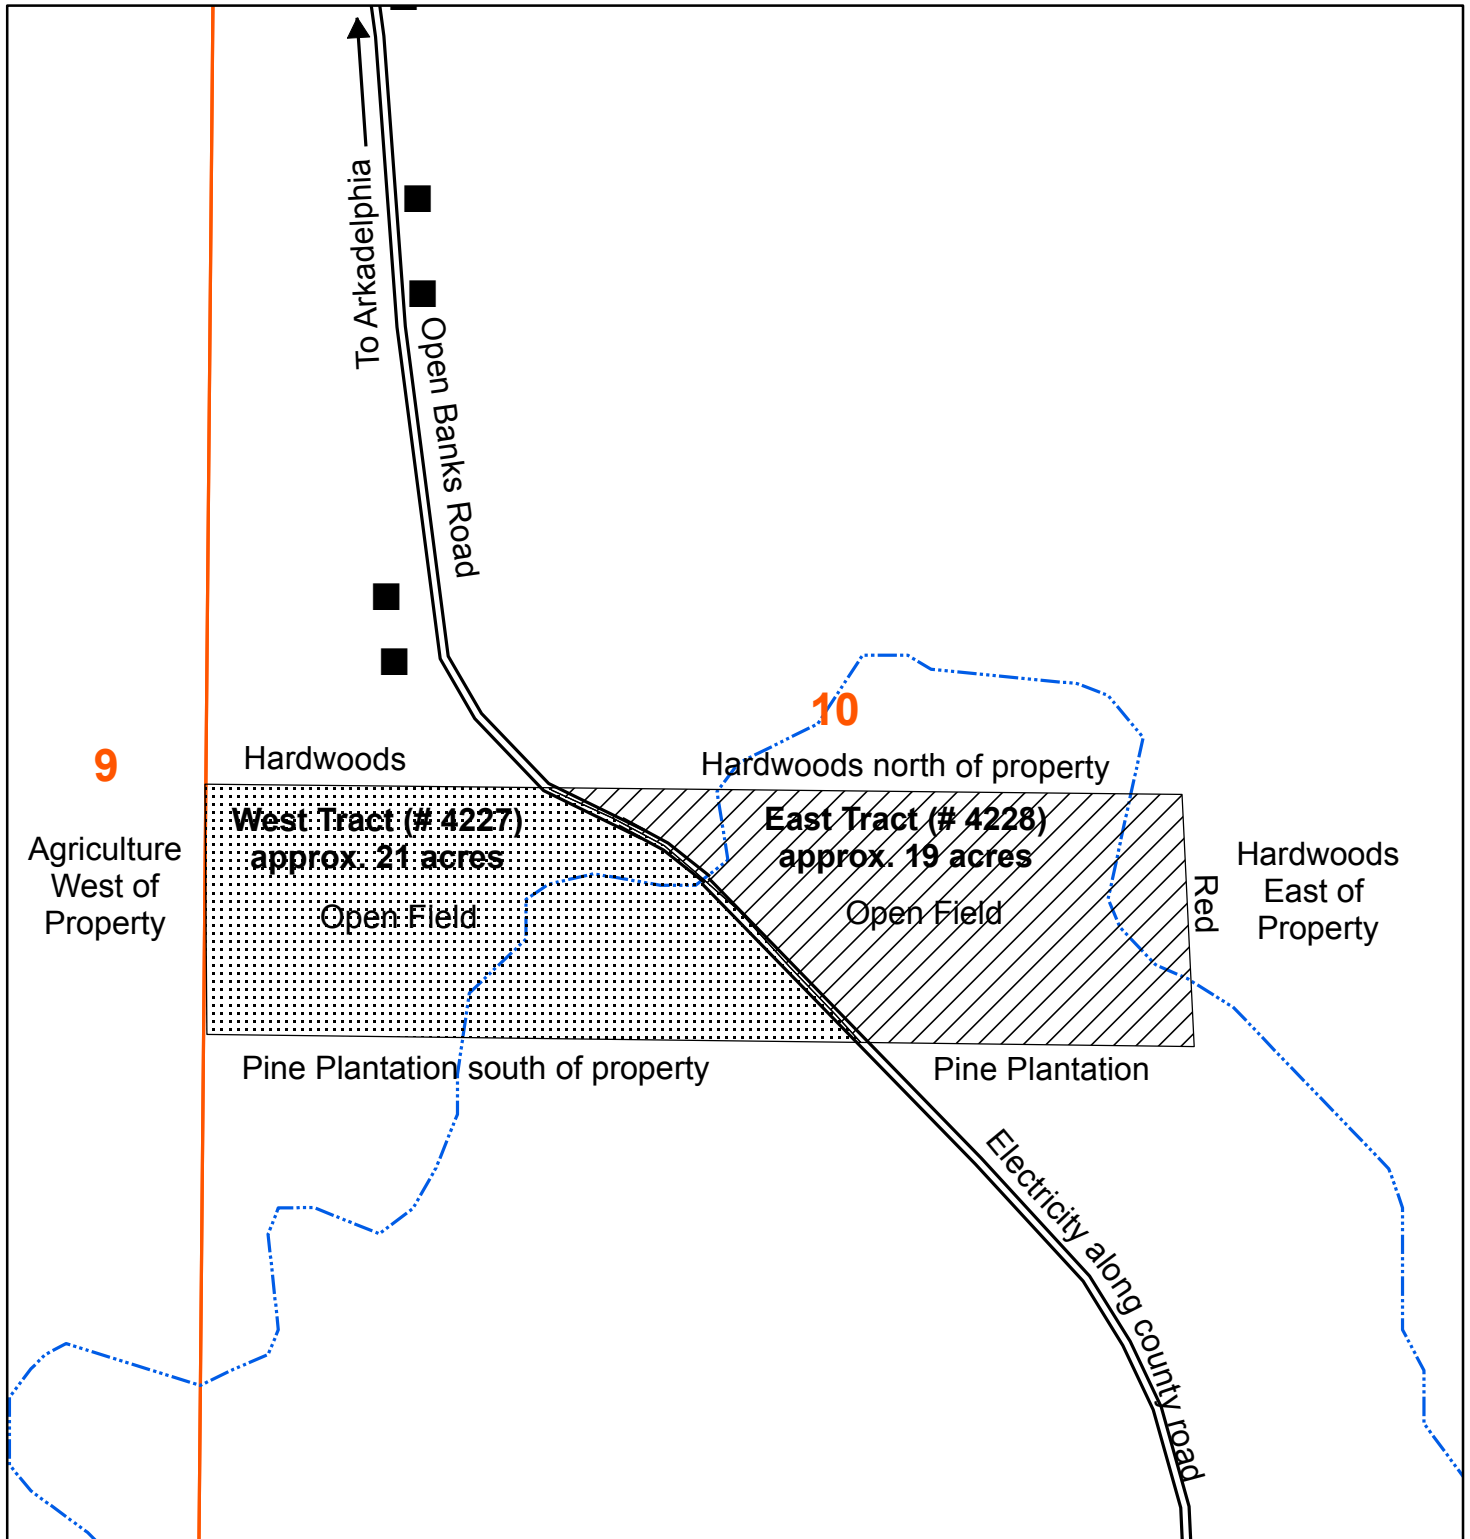 To Arkadelphia
Open Banks Road
10
9
Hardwoods
Hardwoods north of property
West Tract (# 4227)
approx. 21 acres
Open Field
East Tract (# 4228)
approx. 19 acres
Open Field
Agriculture
West of
Property
Red
Hardwoods
East of
Property
Pine Plantation south of property
Pine Plantation
Electricity along county road